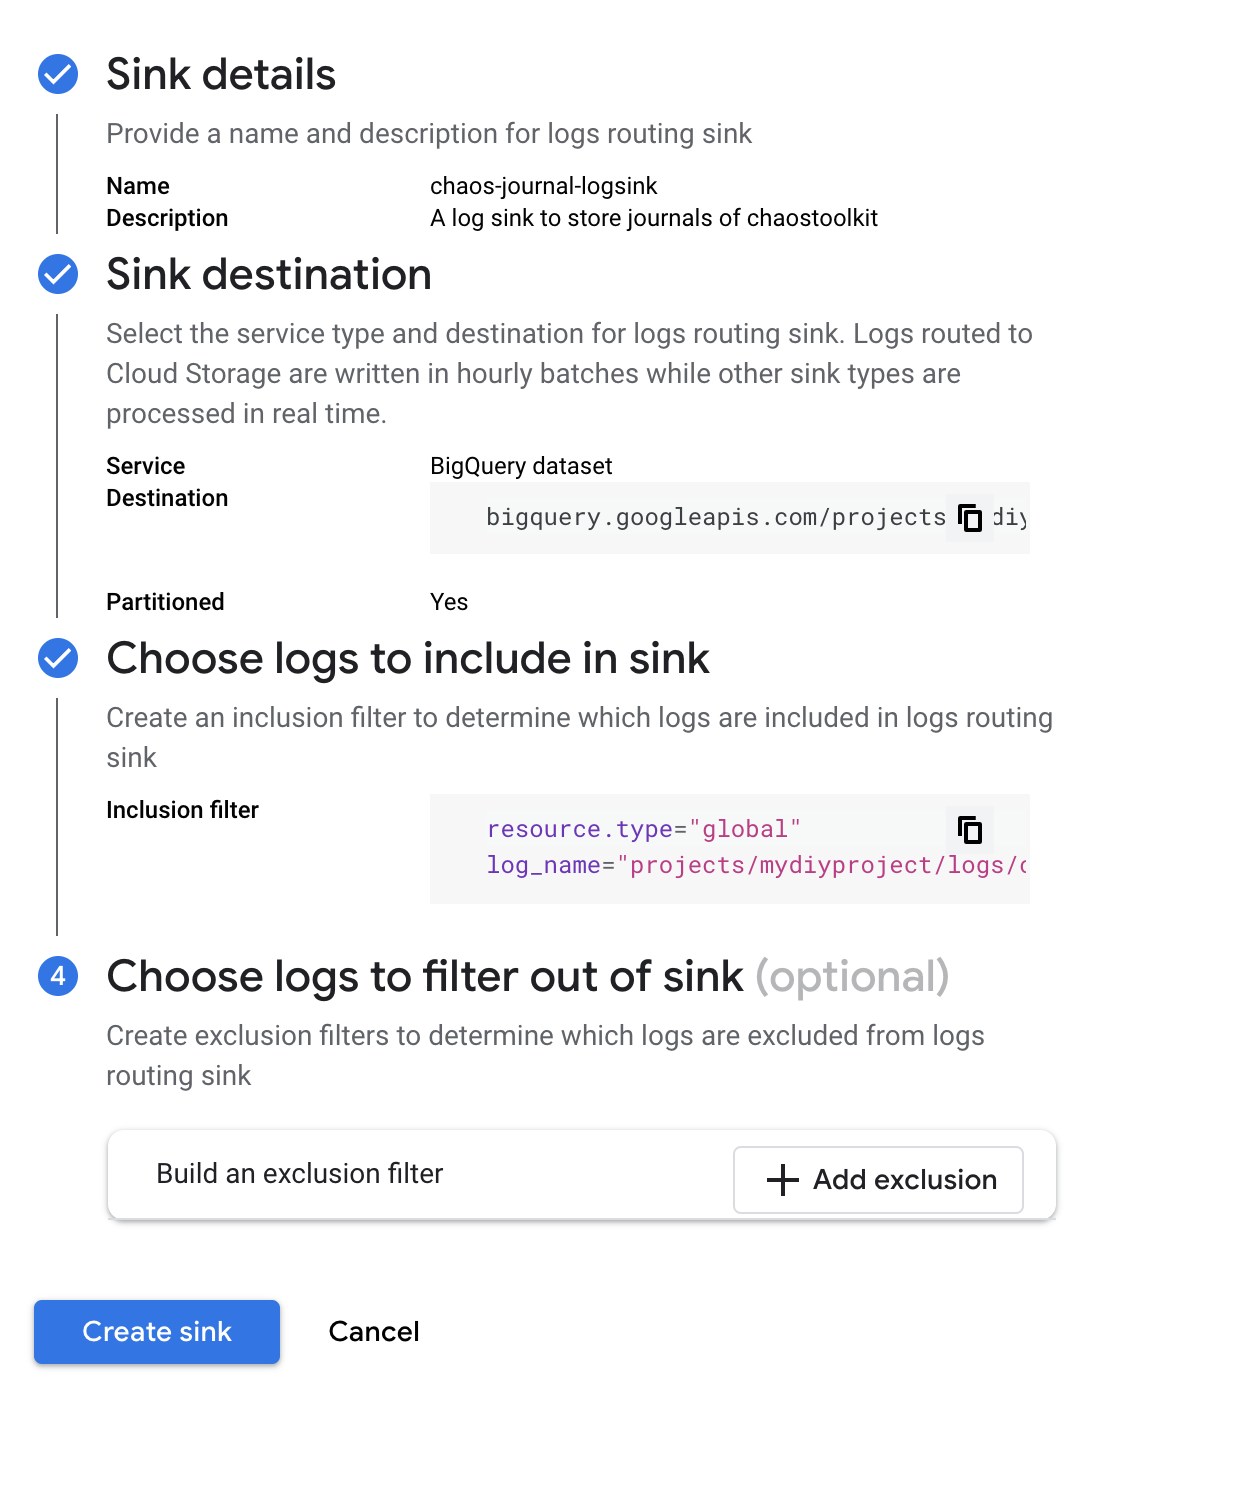 Sink details
Provide a name and description for logs routing sink
Name chaos-journal-logsink
Description A log sink to store journals of chaostoolkit
Sink destination
Select the service type and destination for logs routing sink. Logs routed to
Cloud Storage are written in hourly batches while other sink types are
processed in real time.
Service BigQuery dataset
Destination bigquery.googleapis.com/projects diy
Partitioned Yes
Choose logs to include in sink
Create an inclusion filter to determine which logs are included in logs routing
sink
Inclusion filter resource.type="global"
log_name="projects/mydiyproject/logs/
4 Choose logs to filter out of sink (optional)
Create exclusion filters to determine which logs are excluded from logs
routing sink
Build an exclusion filter Add exclusion
Create sink Cancel